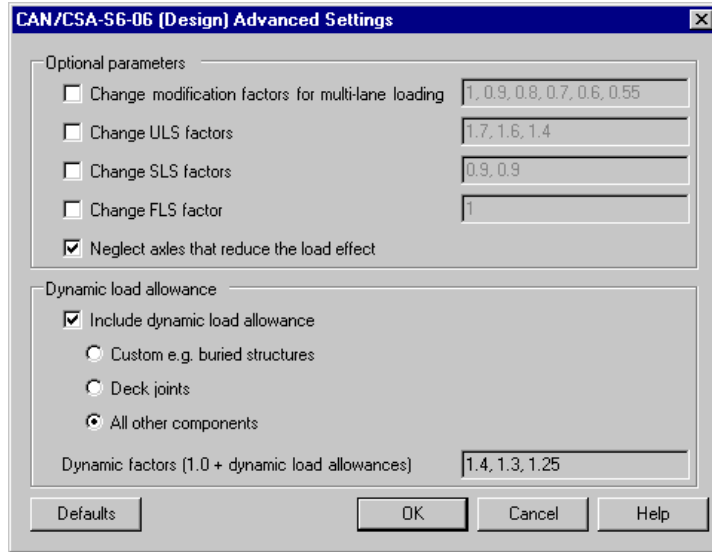 CAN/CSA-S6-06 (Design) Advanced Settings
Optional parameters
Change modification factors for multi-lane loading 1, 0.9, 0.8, 0.7, 0.6, 0.55
Change ULS factors 1.7, 1.6, 1.4
Change SLS factors 0.9, 0.9
Change FLS factor 1
Neglect axles that reduce the load effect
Dynamic load allowance
Include dynamic load allowance
Custom e.g. buried structures
Deck joints
All other components
Dynamic factors (1.0 + dynamic load allowances) 1.4, 1.3, 1.25
Defaults OK Cancel Help